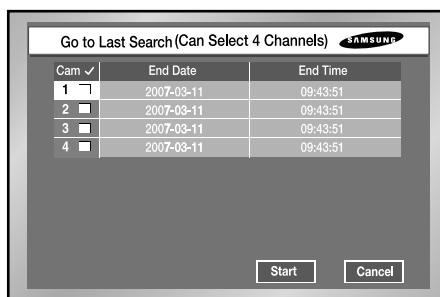 Go to Last Search (Can Select 4 Channels) SAMSUNG
Cam ✓ End Date End Time
1 2007-03-11 09:43:51
2 2007-03-11 09:43:51
3 2007-03-11 09:43:51
4 2007-03-11 09:43:51
Start Cancel